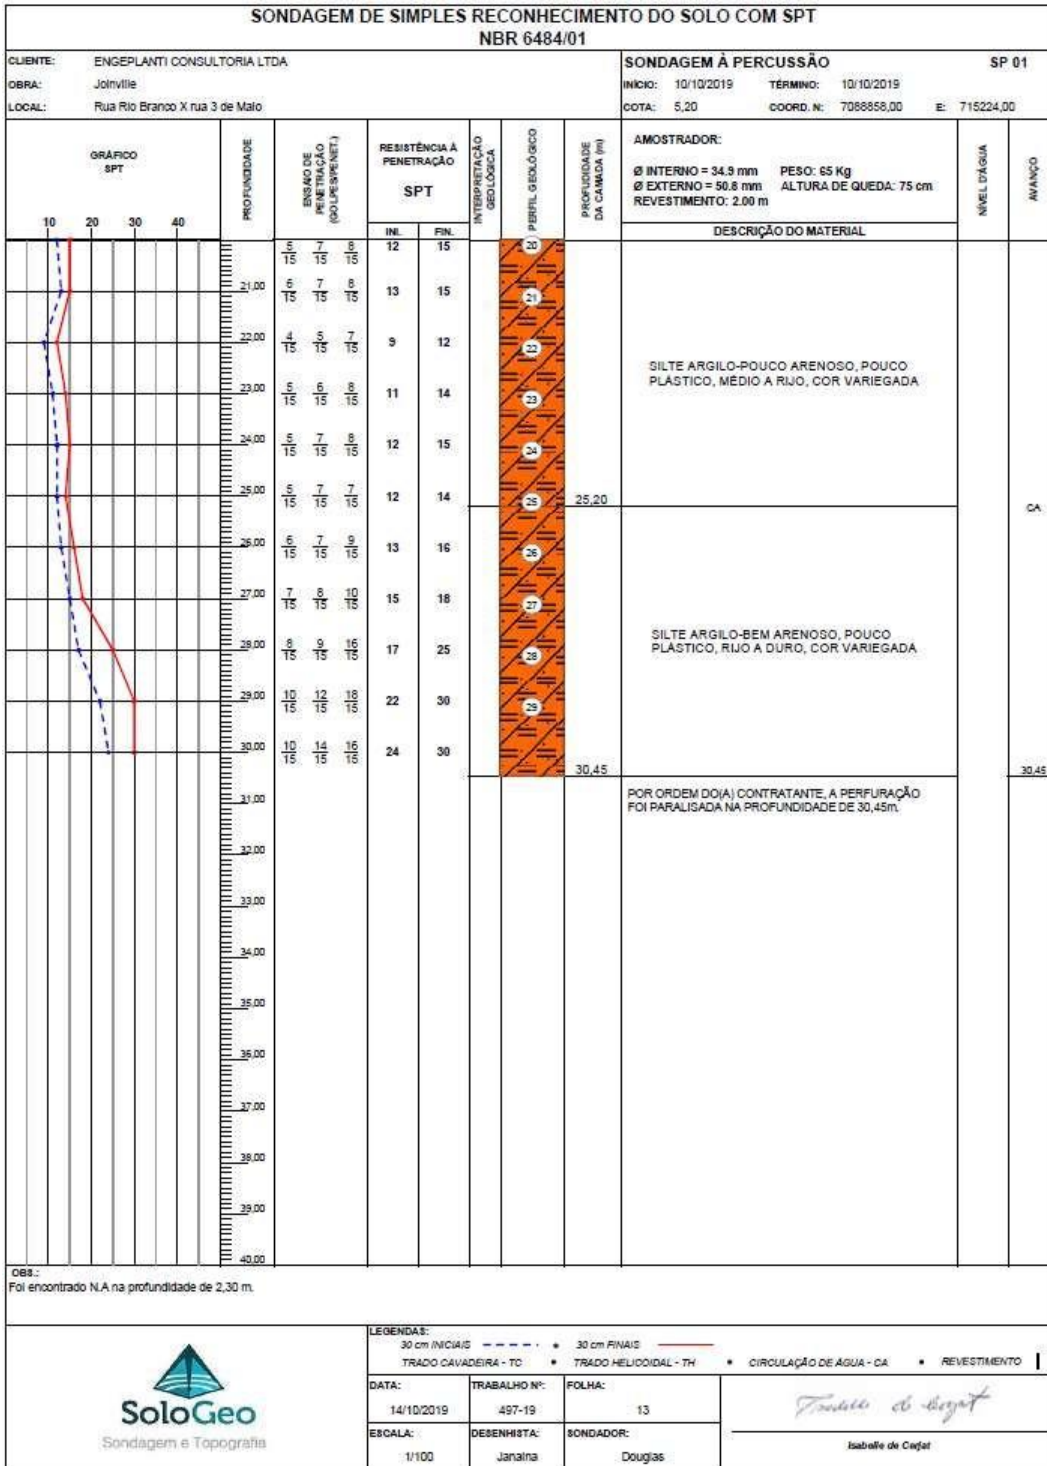 SONDAGEM DE SIMPLES RECONHECIMENTO DO SOLO COM SPT
NBR 6484/01
CLIENTE: ENGEPLANTI CONSULTORIA LTDA
OBRA: Joinville
LOCAL: Rua Rio Branco X rua 3 de Maio
SONDAGEM À PERCUSSÃO SP 01
INÍCIO: 10/10/2019 TÉRMINO: 10/10/2019
COTA: 5,20 COORD. N: 7088858,00 E: 715224,00
GRÁFICO
SPT
10 20 30 40
PROFUNDIDADE
ENSAIO DE
PENETRAÇÃO
(GOLPES/PENET.)
RESISTÊNCIA À
PENETRAÇÃO
SPT
INI. FIN.
INTERPRETAÇÃO
GEOLÓGICA
PERFIL GEOLÓGICO
PROFUDIDADE
DA CAMADA (m)
AMOSTRADOR:
Ø INTERNO = 34.9 mm PESO: 65 Kg
Ø EXTERNO = 50.8 mm ALTURA DE QUEDA: 75 cm
REVESTIMENTO: 2.00 m
DESCRIÇÃO DO MATERIAL
NÍVEL D'ÁGUA
AVANÇO
5/15 7/15 8/15 12 15 20
21,00 6/15 7/15 8/15 13 15 21
22,00 4/15 5/15 7/15 9 12 22
SILTE ARGILO-POUCO ARENOSO, POUCO
PLÁSTICO, MÉDIO A RIJO, COR VARIEGADA
23,00 5/15 6/15 8/15 11 14 23
24,00 5/15 7/15 8/15 12 15 24
25,00 5/15 7/15 7/15 12 14 25 25,20
CA
26,00 6/15 7/15 9/15 13 16 26
27,00 7/15 8/15 10/15 15 18 27
SILTE ARGILO-BEM ARENOSO, POUCO
PLÁSTICO, RIJO A DURO, COR VARIEGADA
28,00 8/15 9/15 16/15 17 25 28
29,00 10/15 12/15 18/15 22 30 29
30,00 10/15 14/15 16/15 24 30
30,45 30,45
POR ORDEM DO(A) CONTRATANTE, A PERFURAÇÃO
FOI PARALISADA NA PROFUNDIDADE DE 30,45m.
31,00
32,00
33,00
34,00
35,00
36,00
37,00
38,00
39,00
40,00
OBS.:
Foi encontrado N.A na profundidade de 2,30 m.
LEGENDAS:
30 cm INICIAIS 30 cm FINAIS
TRADO CAVADEIRA - TC • TRADO HELICOIDAL - TH • CIRCULAÇÃO DE ÁGUA - CA • REVESTIMENTO
SoloGeo
Sondagem e Topografia
DATA: TRABALHO Nº: FOLHA:
14/10/2019 497-19 13
ESCALA: DESENHISTA: SONDADOR:
1/100 Janaina Douglas
Isabelle de Cerjat